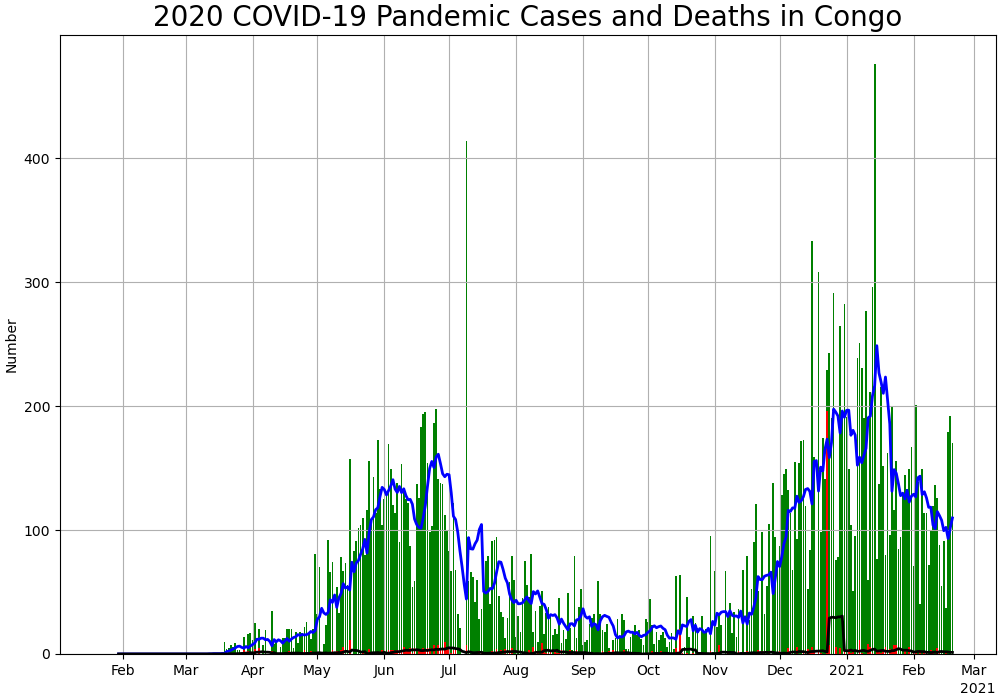 2020 COVID-19 Pandemic Cases and Deaths in Congo
Number
400
300
200
100
0
Feb Mar Apr May Jun Jul Aug Sep Oct Nov Dec 2021 Feb Mar
2021